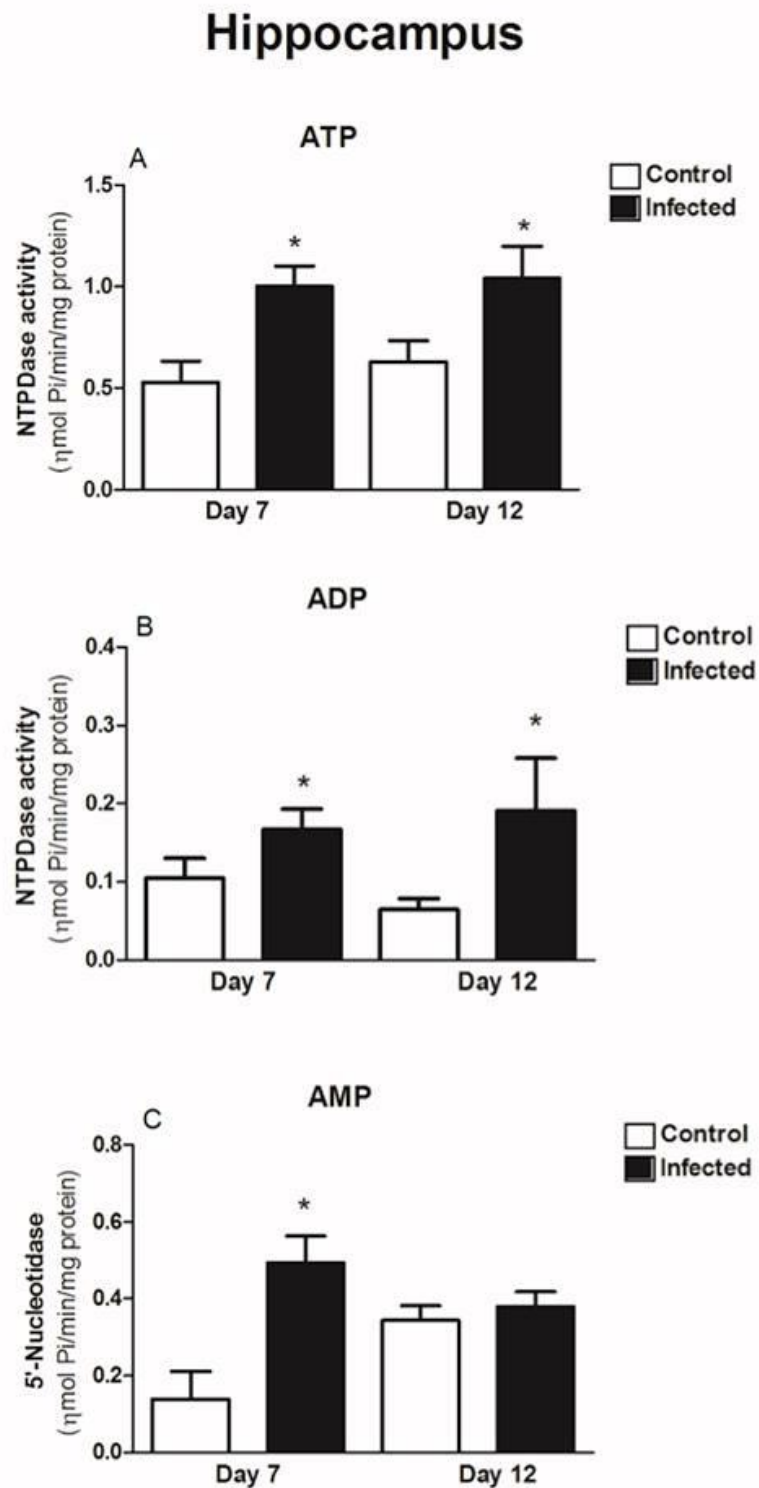 Hippocampus
A
ATP
Control
Infected
NTPDase activity
(ηmol Pi/min/mg protein)
1.5
1.0
0.5
0.0
*
*
Day 7
Day 12
B
ADP
Control
Infected
NTPDase activity
(ηmol Pi/min/mg protein)
0.4
0.3
0.2
0.1
0.0
*
*
Day 7
Day 12
C
AMP
Control
Infected
5'-Nucleotidase
(ηmol Pi/min/mg protein)
0.8
0.6
0.4
0.2
0.0
*
Day 7
Day 12